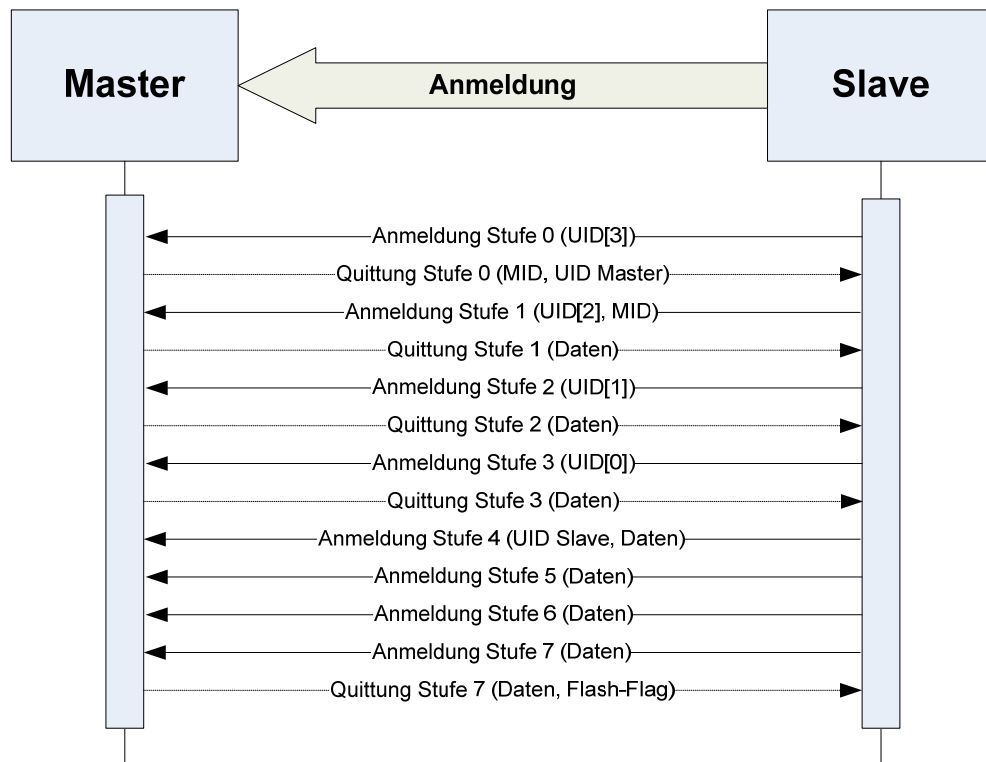 Master
Anmeldung
Slave
Anmeldung Stufe 0 (UID[3])
Quittung Stufe 0 (MID, UID Master)
Anmeldung Stufe 1 (UID[2], MID)
Quittung Stufe 1 (Daten)
Anmeldung Stufe 2 (UID[1])
Quittung Stufe 2 (Daten)
Anmeldung Stufe 3 (UID[0])
Quittung Stufe 3 (Daten)
Anmeldung Stufe 4 (UID Slave, Daten)
Anmeldung Stufe 5 (Daten)
Anmeldung Stufe 6 (Daten)
Anmeldung Stufe 7 (Daten)
Quittung Stufe 7 (Daten, Flash-Flag)